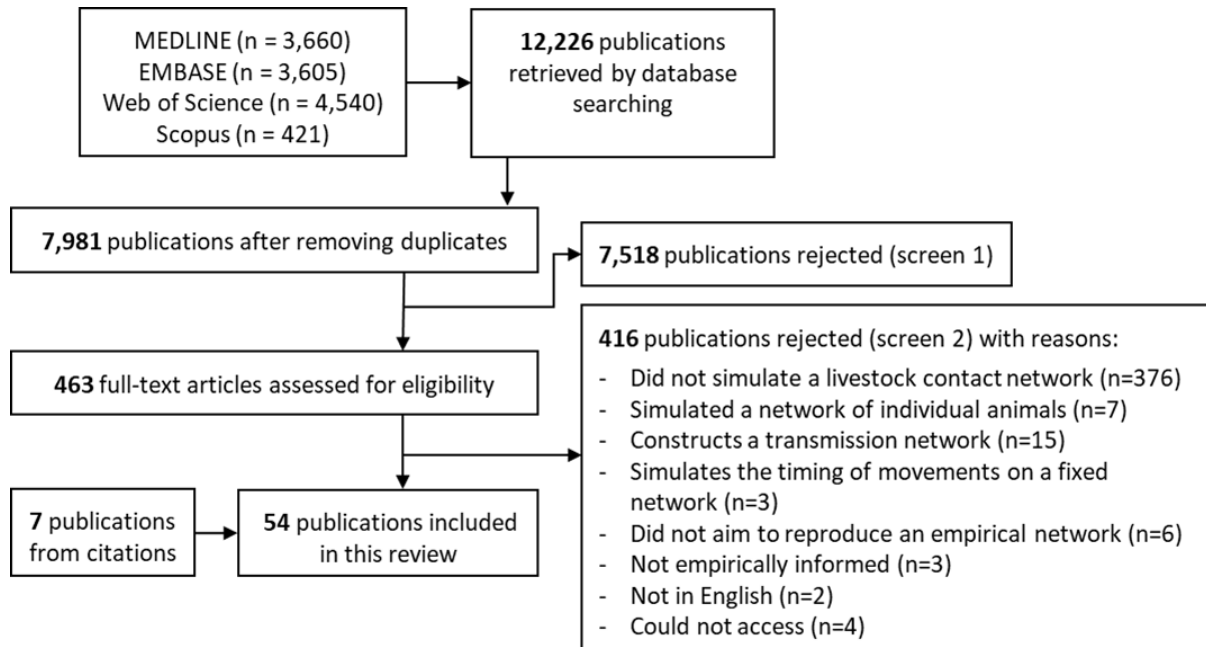 MEDLINE (n = 3,660)
EMBASE (n = 3,605)
Web of Science (n = 4,540)
Scopus (n = 421)
12,226 publications
retrieved by database
searching
7,981 publications after removing duplicates
7,518 publications rejected (screen 1)
463 full-text articles assessed for eligibility
416 publications rejected (screen 2) with reasons:
- Did not simulate a livestock contact network (n=376)
- Simulated a network of individual animals (n=7)
- Constructs a transmission network (n=15)
- Simulates the timing of movements on a fixed
network (n=3)
- Did not aim to reproduce an empirical network (n=6)
- Not empirically informed (n=3)
- Not in English (n=2)
- Could not access (n=4)
7 publications
from citations
54 publications included
in this review